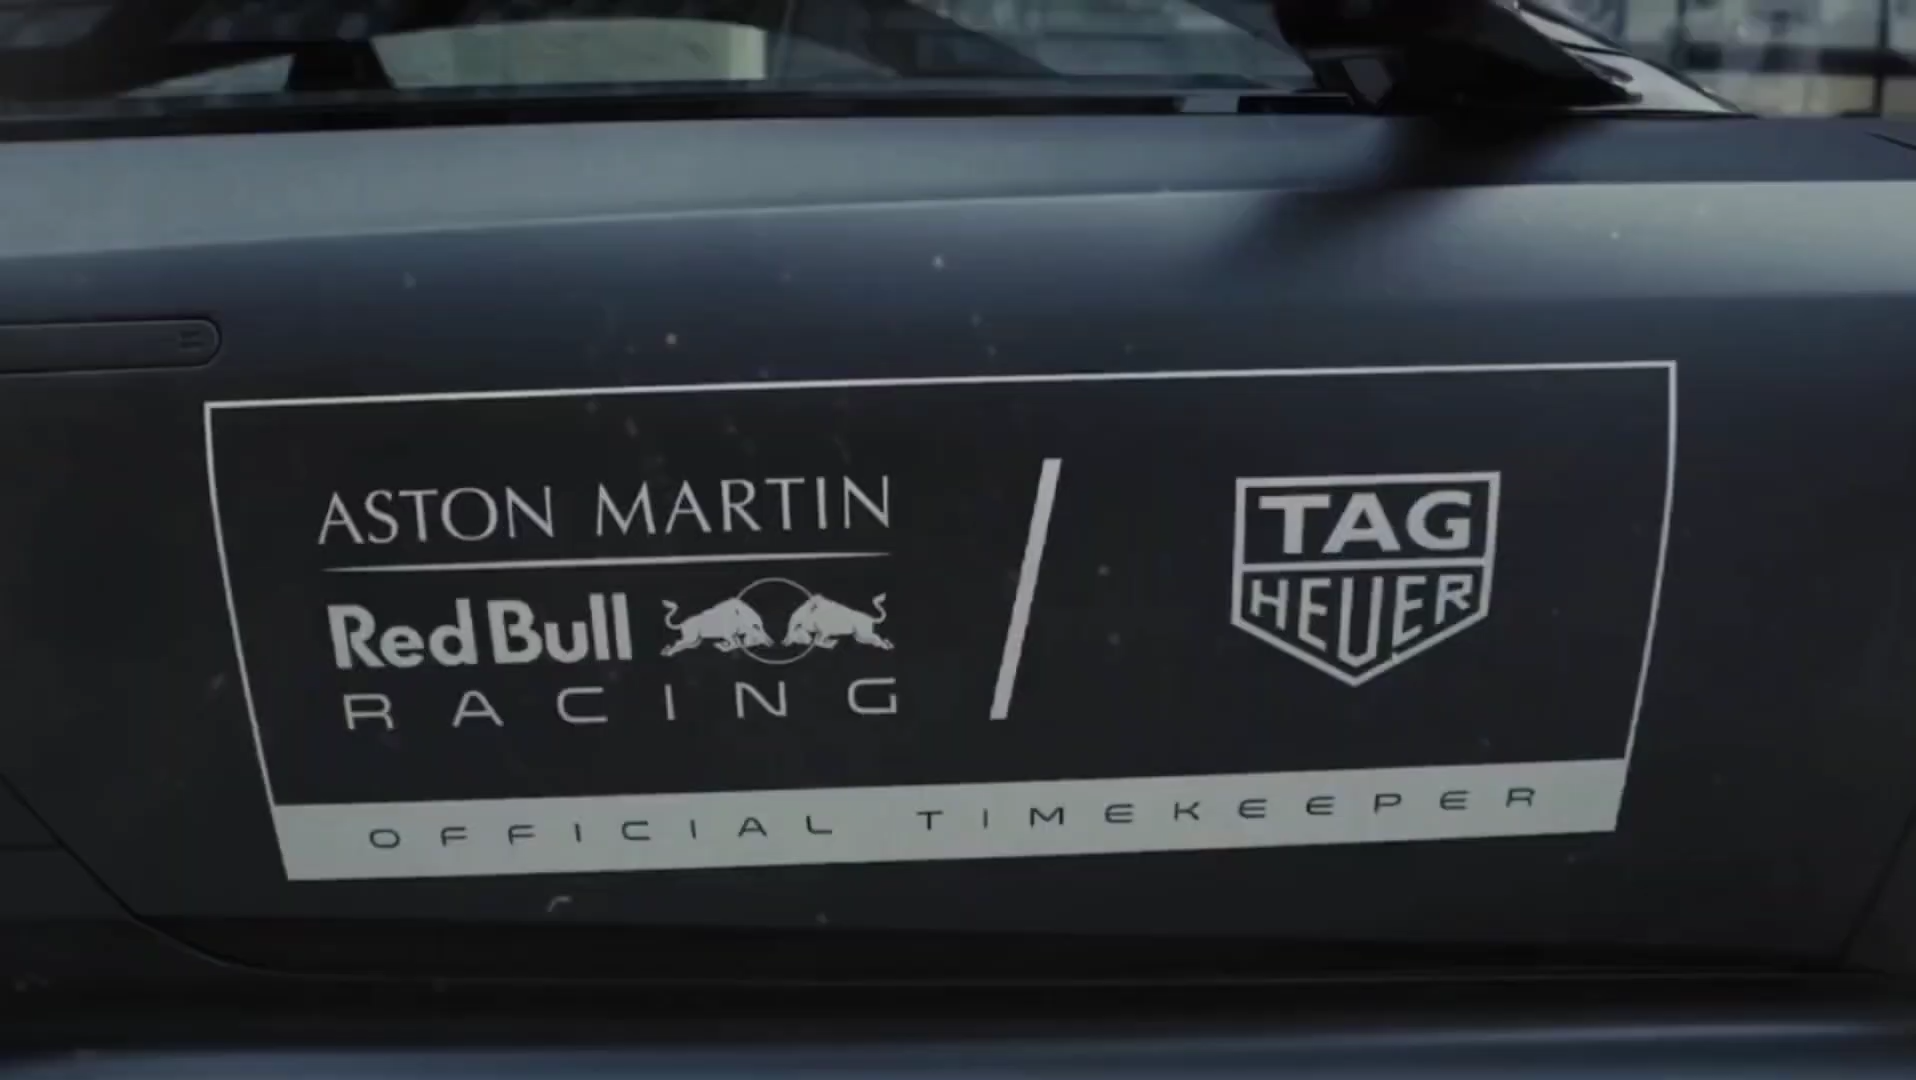 ASTON MARTIN
Red Bull
RACING
TAG
HEUER
OFFICIAL TIMEKEEPER